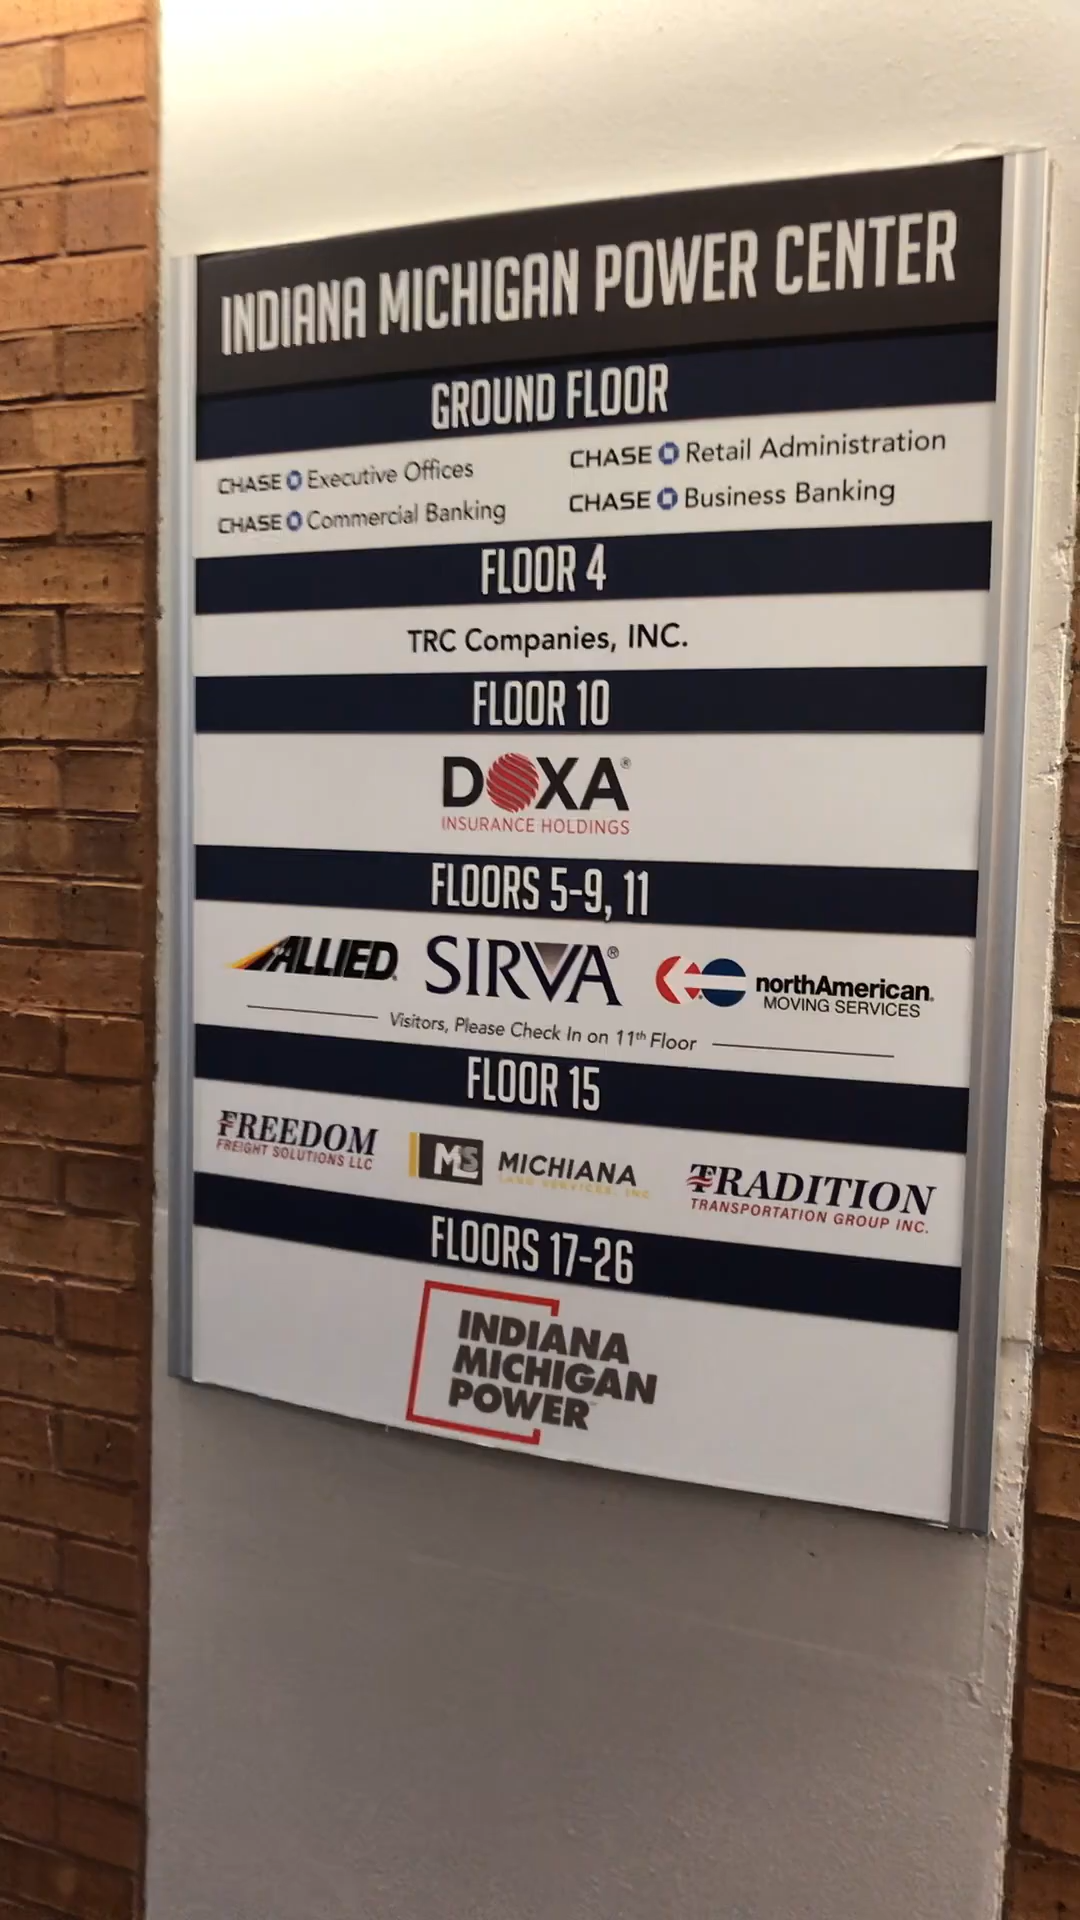 INDIANA MICHIGAN POWER CENTER
GROUND FLOOR
CHASE Executive Offices
CHASE Retail Administration
CHASE Commercial Banking
CHASE Business Banking
FLOOR 4
TRC Companies, INC.
FLOOR 10
DOXA®
INSURANCE HOLDINGS
FLOORS 5-9, 11
ALLIED®
SIRVA®
northAmerican®
MOVING SERVICES
Visitors, Please Check In on 11th Floor
FLOOR 15
FREEDOM
FREIGHT SOLUTIONS LLC
MS
MICHIANA
LAND SERVICES, INC
TRADITION
TRANSPORTATION GROUP INC.
FLOORS 17-26
INDIANA
MICHIGAN
POWER